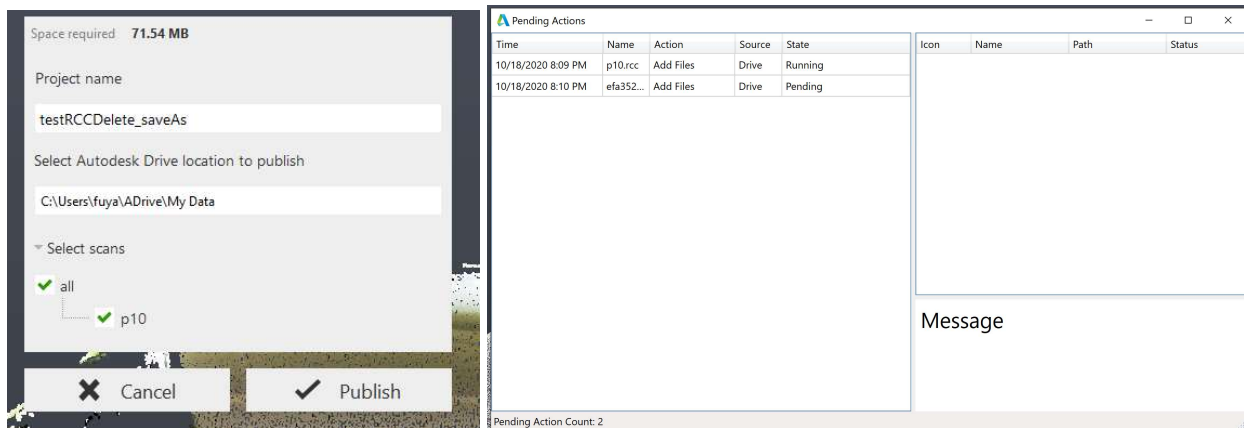 Space required 71.54 MB
Project name
testRCCDelete_saveAs
Select Autodesk Drive location to publish
C:\Users\fuya\ADrive\My Data
Select scans
all
p10
Cancel Publish
Pending Actions
Time Name Action Source State
10/18/2020 8:09 PM p10.rcc Add Files Drive Running
10/18/2020 8:10 PM efa352... Add Files Drive Pending
Icon Name Path Status
Message
Pending Action Count: 2